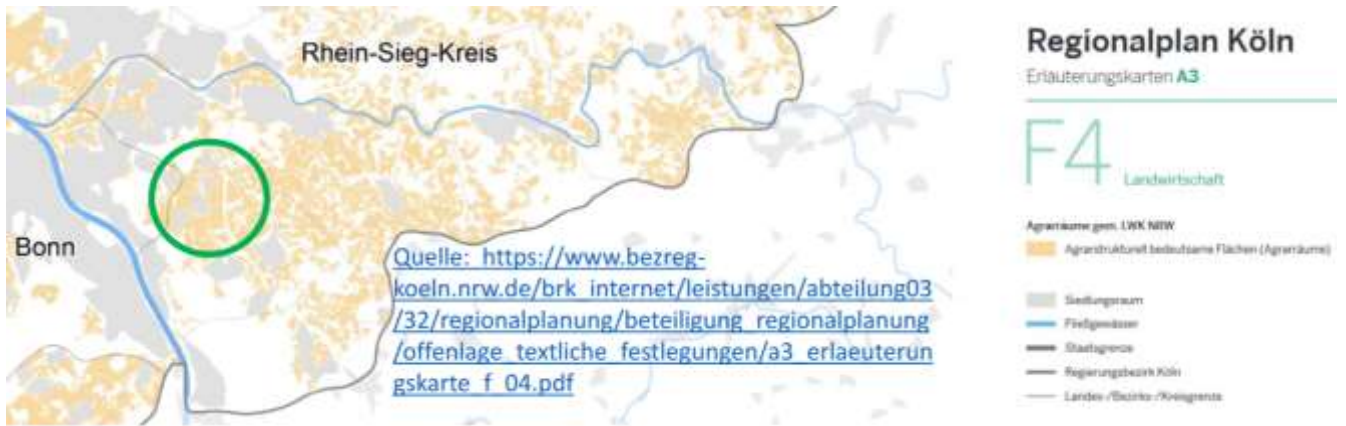 Rhein-Sieg-Kreis
Bonn
Quelle: https://www.bezreg-
koeln.nrw.de/brk_internet/leistungen/abteilung03
/32/regionalplanung/beteiligung_regionalplanung
/offenlage_textliche_festlegungen/a3_erlaeuterun
gskarte_f_04.pdf
Regionalplan Köln
Erläuterungskarten A3
F4 Landwirtschaft
Agrarräume gem. LWK NRW
Agrarstrukturell bedeutsame Flächen (Agrarräume)
Siedlungsraum
Fließgewässer
Staatsgrenze
Regierungsbezirk Köln
Landes-/Bezirks-/Kreisgrenze